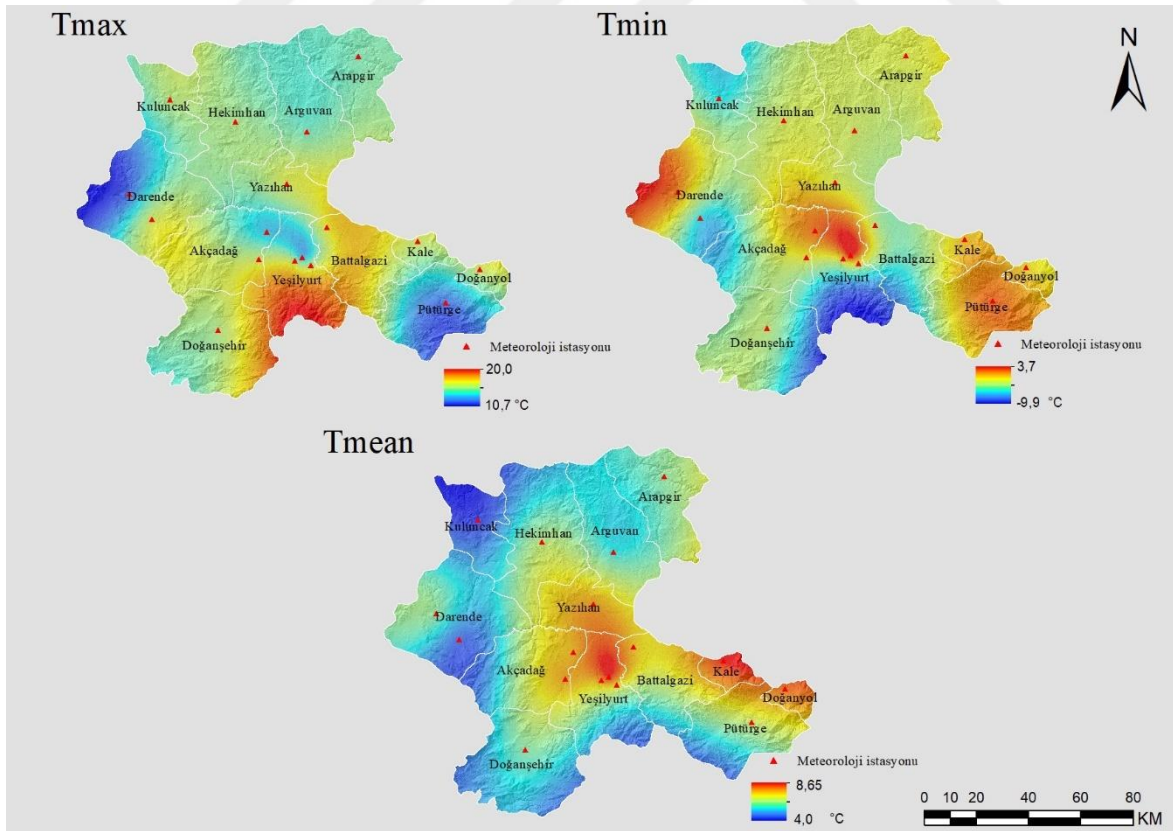 Tmax
Kuluncak
Hekimhan
Arguvan
Arapgir
Darende
Yazıhan
Akçadağ
Yeşilyurt
Battalgazi
Kale
Doğanyol
Pütürge
Doğanşehir
Meteoroloji istasyonu
20,0
10,7 °C
Tmin
N
Kuluncak
Hekimhan
Arguvan
Arapgir
Darende
Yazıhan
Akçadağ
Yeşilyurt
Battalgazi
Kale
Doğanyol
Pütürge
Doğanşehir
Meteoroloji istasyonu
3,7
-9,9 °C
Tmean
Kuluncak
Hekimhan
Arguvan
Arapgir
Darende
Yazıhan
Akçadağ
Yeşilyurt
Battalgazi
Kale
Doğanyol
Pütürge
Doğanşehir
Meteoroloji istasyonu
8,65
4,0 °C
0 10 20 40 60 80
KM